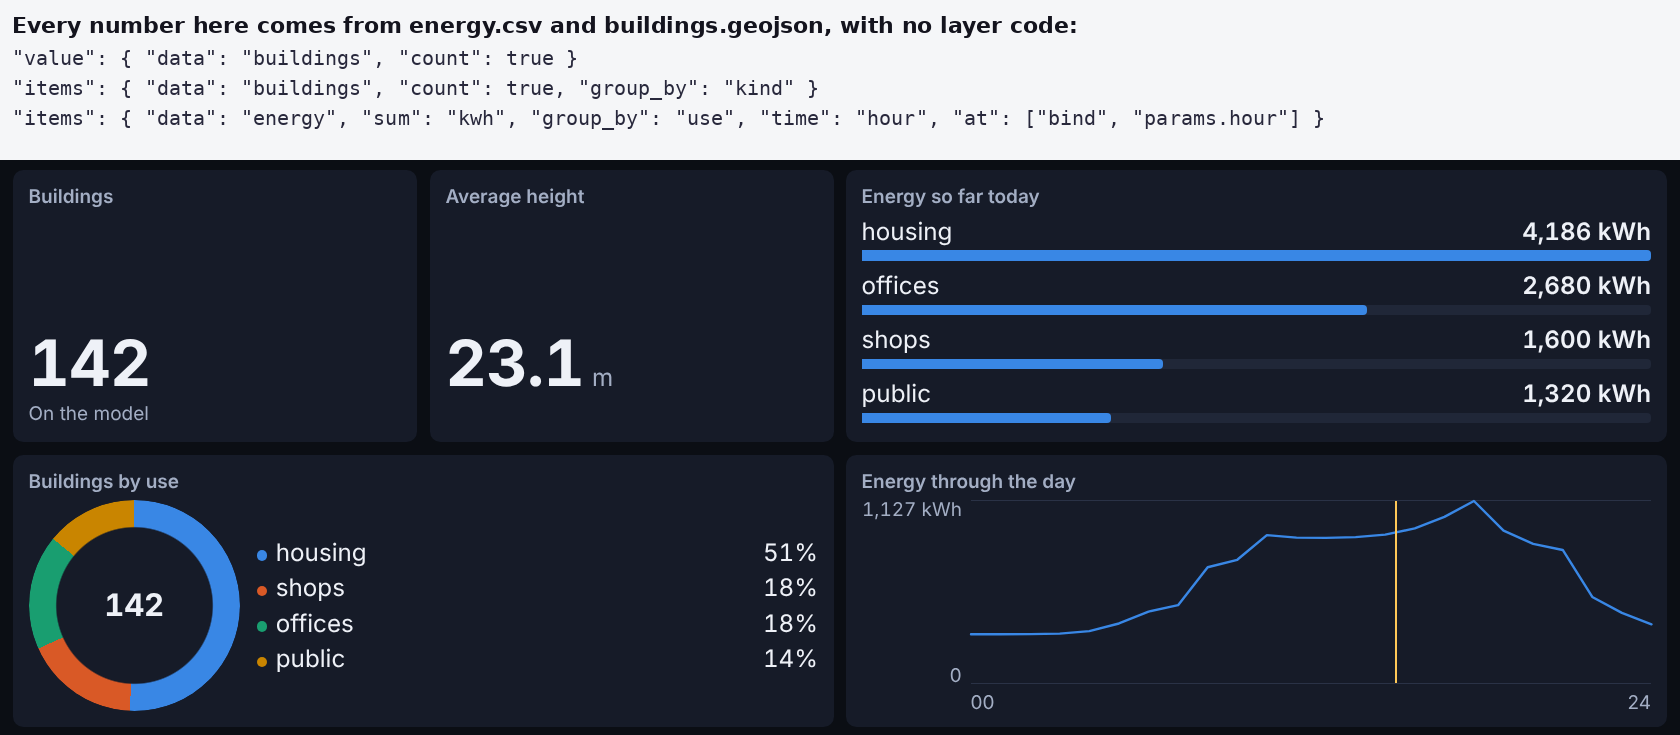 Every number here comes from energy.csv and buildings.geojson, with no layer code:
"value": { "data": "buildings", "count": true }
"items": { "data": "buildings", "count": true, "group_by": "kind" }
"items": { "data": "energy", "sum": "kwh", "group_by": "use", "time": "hour", "at": ["bind", "params.hour"] }
Buildings
142
On the model
Average height
23.1 m
Energy so far today
housing 4,186 kWh
offices 2,680 kWh
shops 1,600 kWh
public 1,320 kWh
Buildings by use
142
housing 51%
shops 18%
offices 18%
public 14%
Energy through the day
1,127 kWh
0
00 24